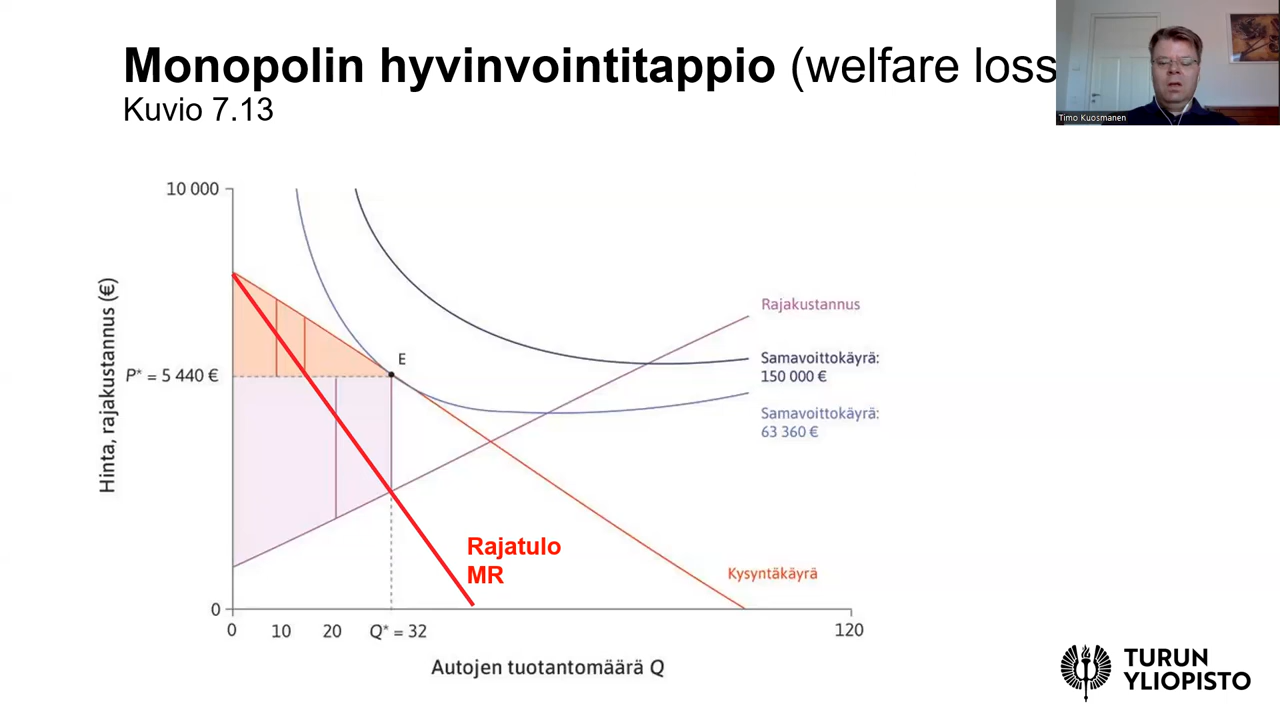 Monopolin hyvinvointitappio (welfare loss
Kuvio 7.13
Timo Kuosmanen
10 000
Rajakustannus
E
Samavoittokäyrä:
150 000 €
P* = 5 440 €
Samavoittokäyrä:
63 360 €
Hinta, rajakustannus (€)
Rajatulo
MR
Kysyntäkäyrä
0
0
10
20
Q* = 32
120
Autojen tuotantomäärä Q
TURUN
YLIOPISTO